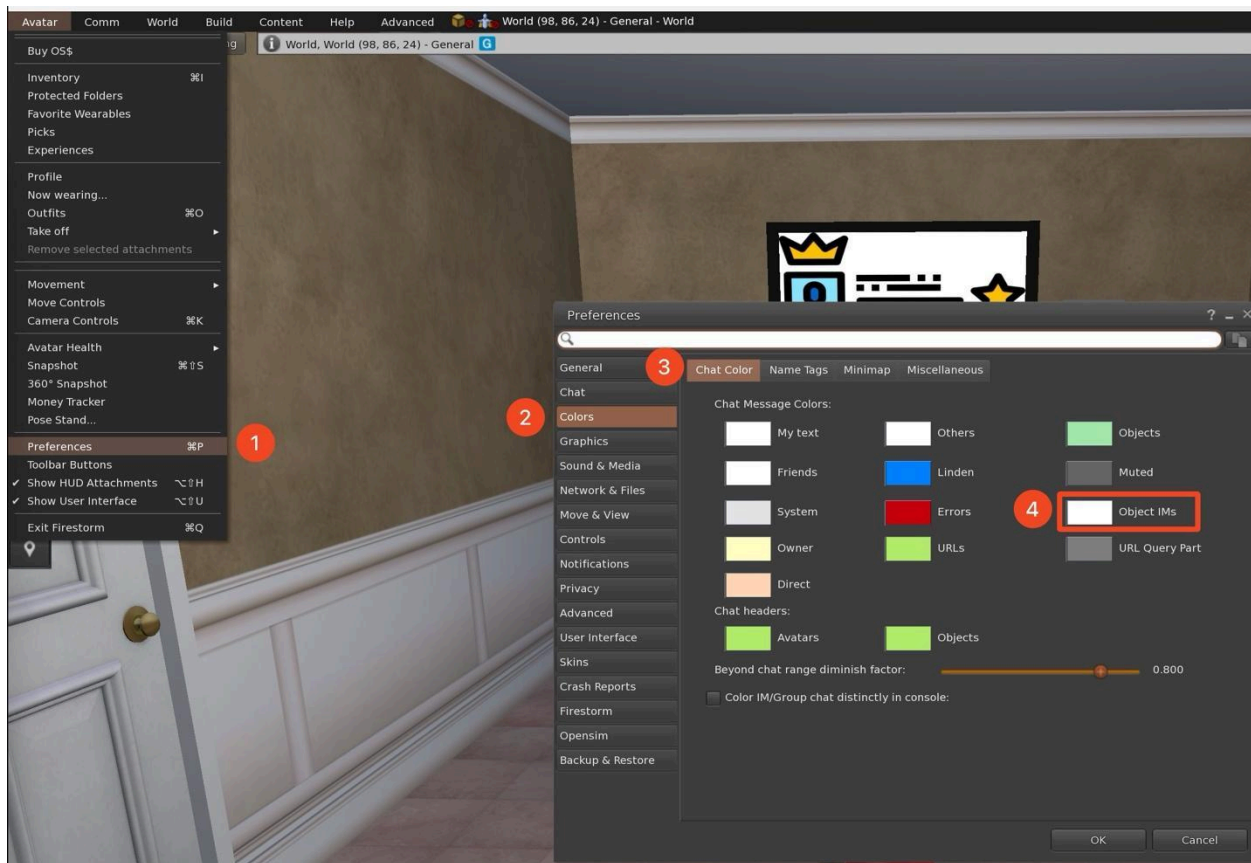 Avatar Comm World Build Content Help Advanced World (98, 86, 24) - General - World
ng World, World (98, 86, 24) - General G
Buy OS$
Inventory ⌘I
Protected Folders
Favorite Wearables
Picks
Experiences
Profile
Now wearing...
Outfits ⌘O
Take off
Remove selected attachments
Movement
Move Controls
Camera Controls ⌘K
Avatar Health
Snapshot ⌘⇧S
360° Snapshot
Money Tracker
Pose Stand...
Preferences ⌘P
1
Toolbar Buttons
✓ Show HUD Attachments ⌥⇧H
✓ Show User Interface ⌥⇧U
Exit Firestorm ⌘Q
Preferences ? _ ×
General
Chat
2
Colors
Graphics
Sound & Media
Network & Files
Move & View
Controls
Notifications
Privacy
Advanced
User Interface
Skins
Crash Reports
Firestorm
Opensim
Backup & Restore
3
Chat Color Name Tags Minimap Miscellaneous
Chat Message Colors:
My text Others Objects
Friends Linden Muted
System Errors 4 Object IMs
Owner URLs URL Query Part
Direct
Chat headers:
Avatars Objects
Beyond chat range diminish factor: 0.800
Color IM/Group chat distinctly in console:
OK Cancel